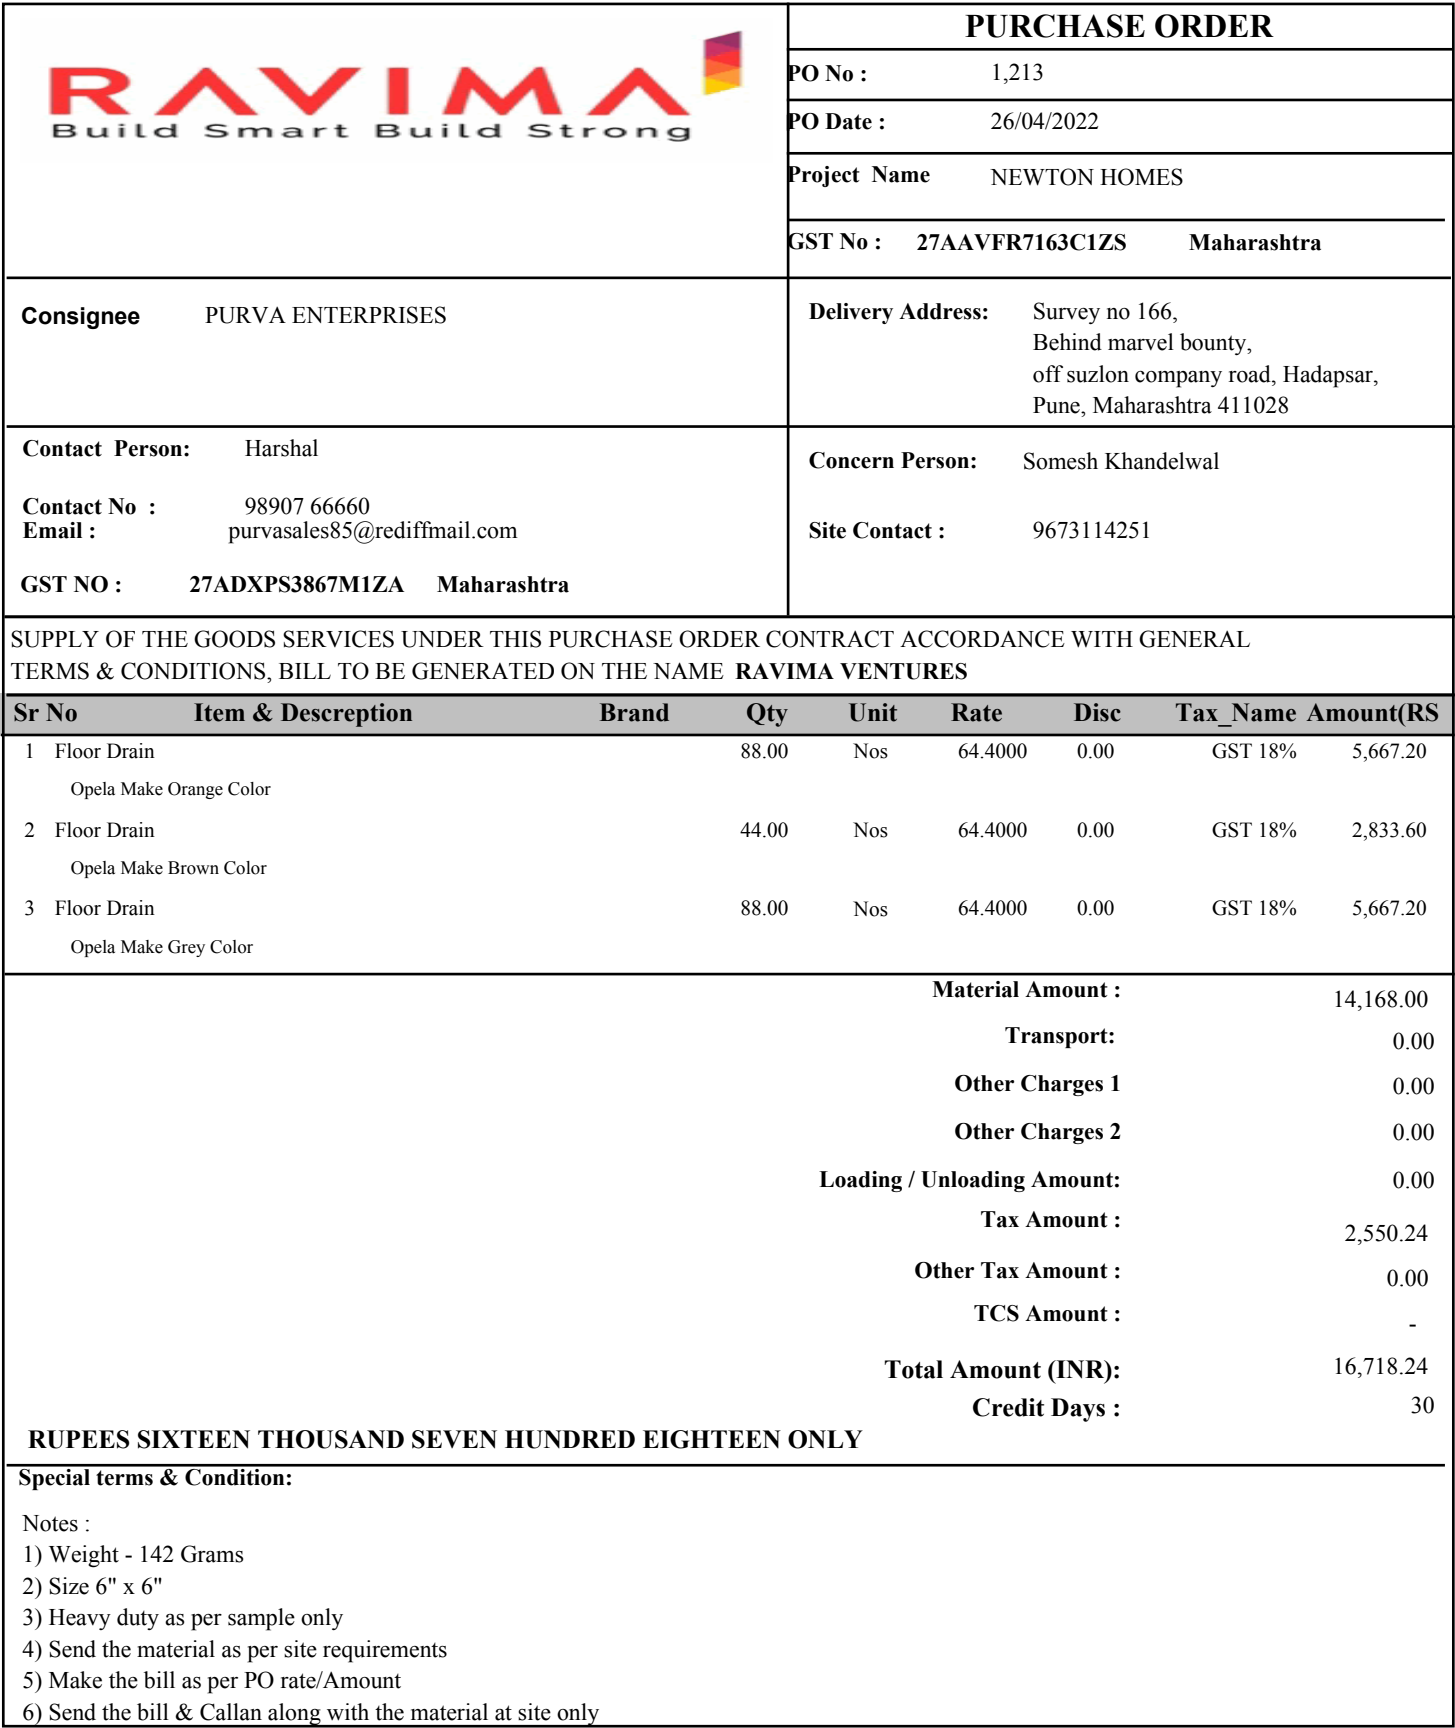 RAVIMA
Build Smart Build Strong
PURCHASE ORDER
PO No : 1,213
PO Date : 26/04/2022
Project Name NEWTON HOMES
GST No : 27AAVFR7163C1ZS Maharashtra
Consignee PURVA ENTERPRISES
Delivery Address: Survey no 166,
Behind marvel bounty,
off suzlon company road, Hadapsar,
Pune, Maharashtra 411028
Contact Person: Harshal
Contact No : 98907 66660
Email : purvasales85@rediffmail.com
GST NO : 27ADXPS3867M1ZA Maharashtra
Concern Person: Somesh Khandelwal
Site Contact : 9673114251
SUPPLY OF THE GOODS SERVICES UNDER THIS PURCHASE ORDER CONTRACT ACCORDANCE WITH GENERAL
TERMS & CONDITIONS, BILL TO BE GENERATED ON THE NAME RAVIMA VENTURES
Sr No Item & Descreption Brand Qty Unit Rate Disc Tax_Name Amount(RS
1 Floor Drain 88.00 Nos 64.4000 0.00 GST 18% 5,667.20
Opela Make Orange Color
2 Floor Drain 44.00 Nos 64.4000 0.00 GST 18% 2,833.60
Opela Make Brown Color
3 Floor Drain 88.00 Nos 64.4000 0.00 GST 18% 5,667.20
Opela Make Grey Color
Material Amount : 14,168.00
Transport: 0.00
Other Charges 1 0.00
Other Charges 2 0.00
Loading / Unloading Amount: 0.00
Tax Amount : 2,550.24
Other Tax Amount : 0.00
TCS Amount : -
Total Amount (INR): 16,718.24
Credit Days : 30
RUPEES SIXTEEN THOUSAND SEVEN HUNDRED EIGHTEEN ONLY
Special terms & Condition:
Notes :
1) Weight - 142 Grams
2) Size 6" x 6"
3) Heavy duty as per sample only
4) Send the material as per site requirements
5) Make the bill as per PO rate/Amount
6) Send the bill & Callan along with the material at site only